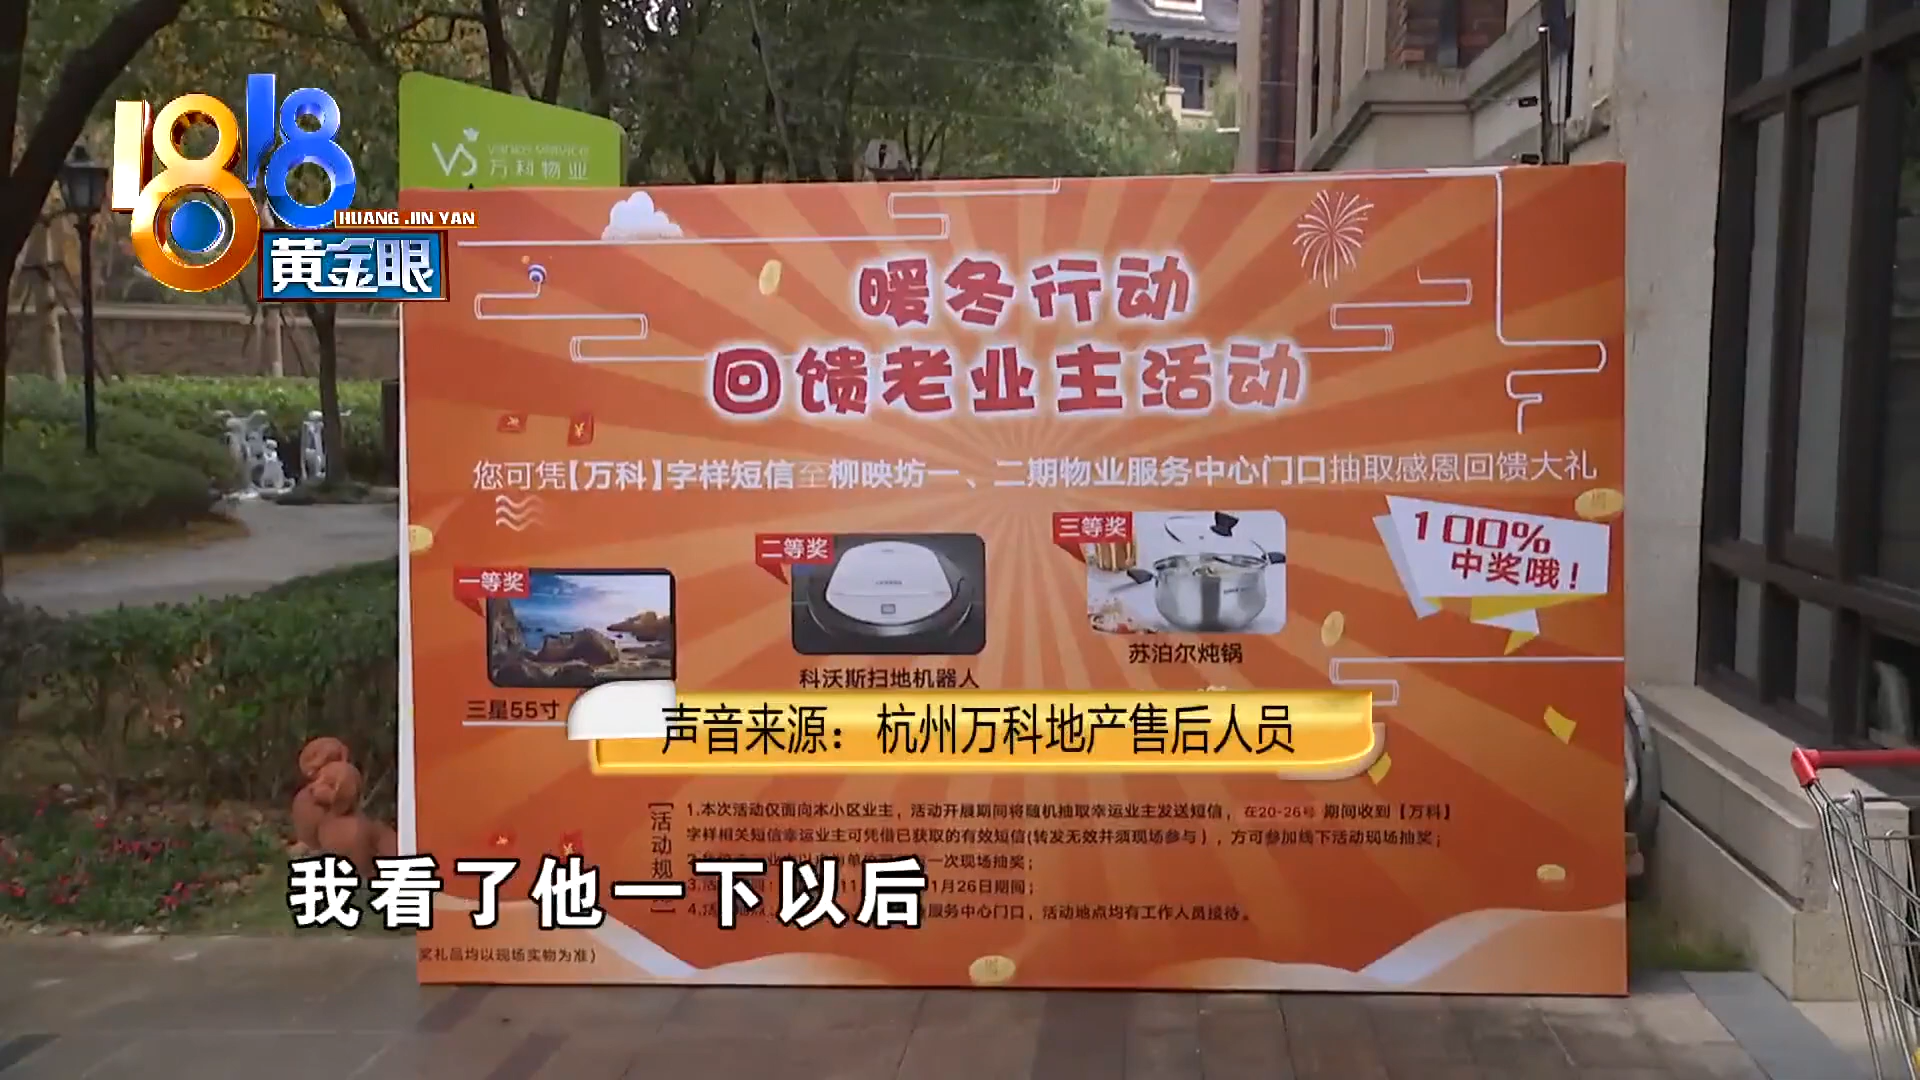 1818
HUANG JIN YAN
黄金眼
vanke service
万科物业
暖冬行动
回馈老业主活动
您可凭【万科】字样短信至柳映坊一、二期物业服务中心门口抽取感恩回馈大礼
100%
中奖哦!
一等奖
二等奖
三等奖
三星55寸
科沃斯扫地机器人
苏泊尔炖锅
声音来源：杭州万科地产售后人员
【活动规
1.本次活动仅面向本小区业主，活动开展期间将随机抽取幸运业主发送短信，在20-26号 期间收到【万科】
字样相关短信幸运业主可凭借已获取的有效短信(转发无效并须现场参与)，方可参加线下活动现场抽奖；
一次现场抽奖；
1月26日期间；
服务中心门口，活动地点均有工作人员接待。
我看了他一下以后
奖礼品均以现场实物为准）